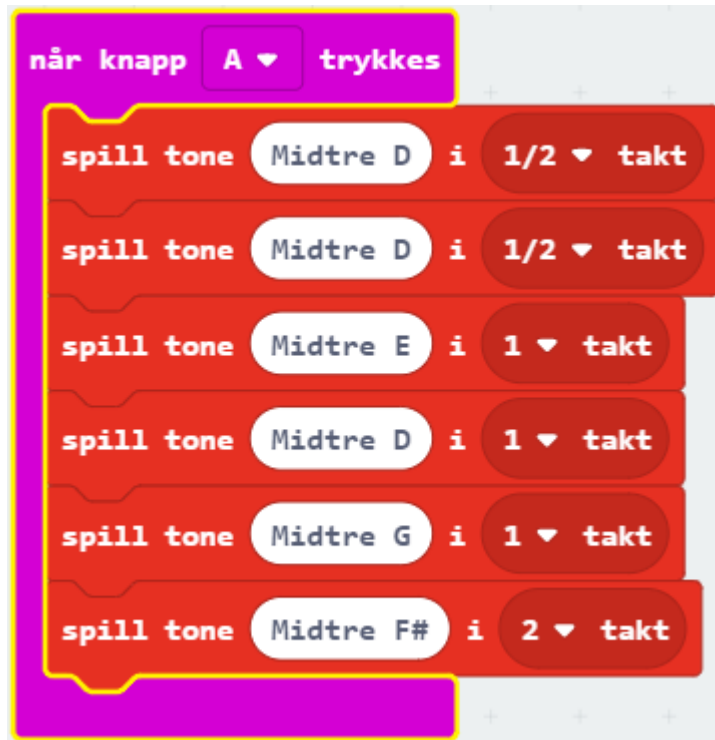 når knapp A trykkes
spill tone Midtre D i 1/2 takt
spill tone Midtre D i 1/2 takt
spill tone Midtre E i 1 takt
spill tone Midtre D i 1 takt
spill tone Midtre G i 1 takt
spill tone Midtre F# i 2 takt